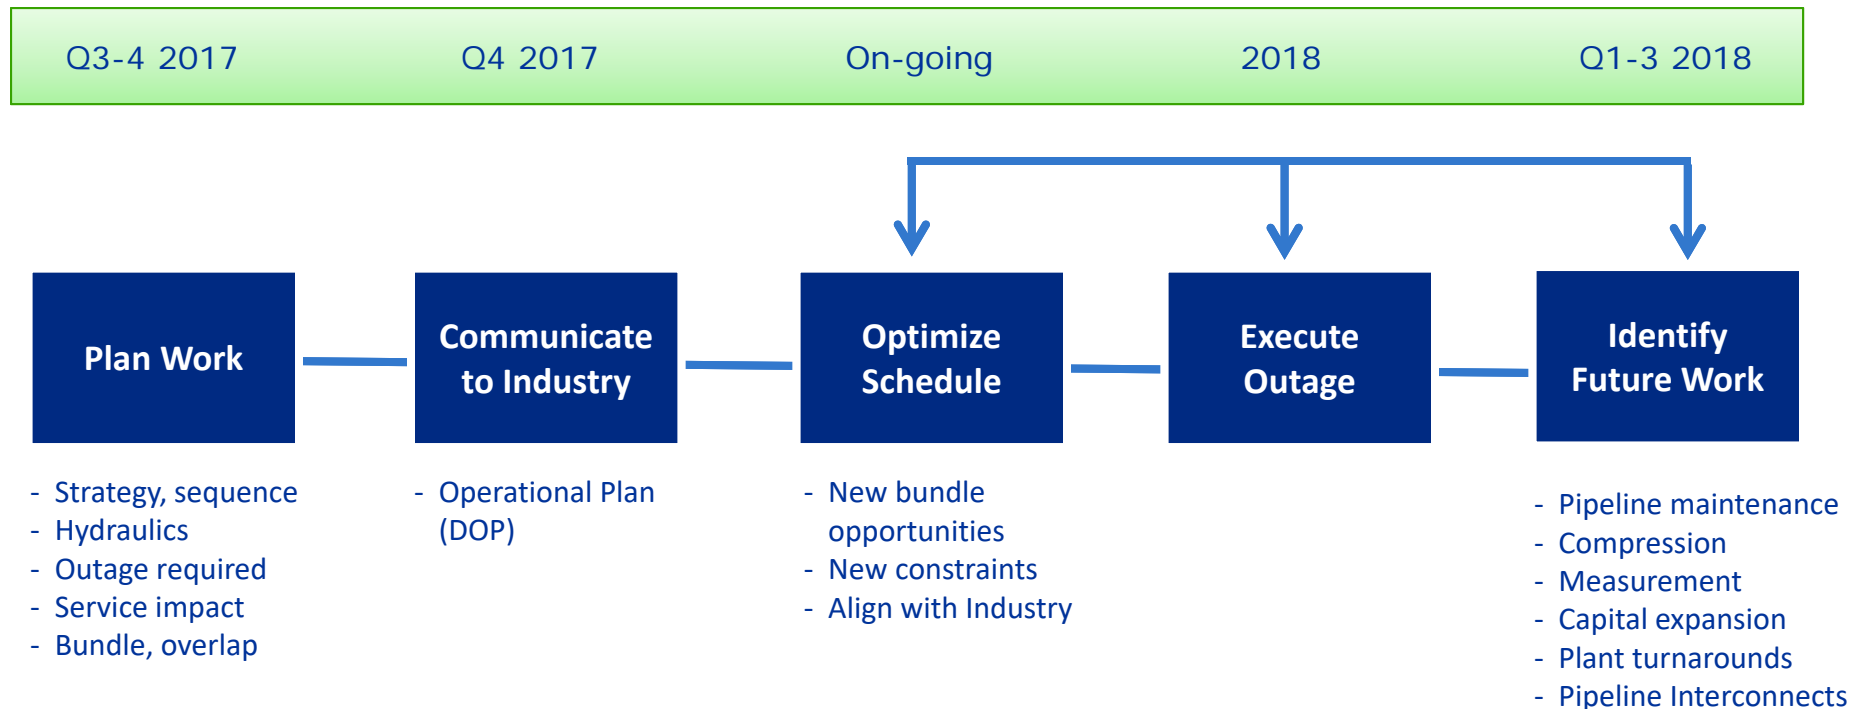 Q3-4 2017
Q4 2017
On-going
2018
Q1-3 2018
Plan Work
Communicate
to Industry
Optimize
Schedule
Execute
Outage
Identify
Future Work
- Strategy, sequence
- Hydraulics
- Outage required
- Service impact
- Bundle, overlap
- Operational Plan
(DOP)
- New bundle
opportunities
- New constraints
- Align with Industry
- Pipeline maintenance
- Compression
- Measurement
- Capital expansion
- Plant turnarounds
- Pipeline Interconnects